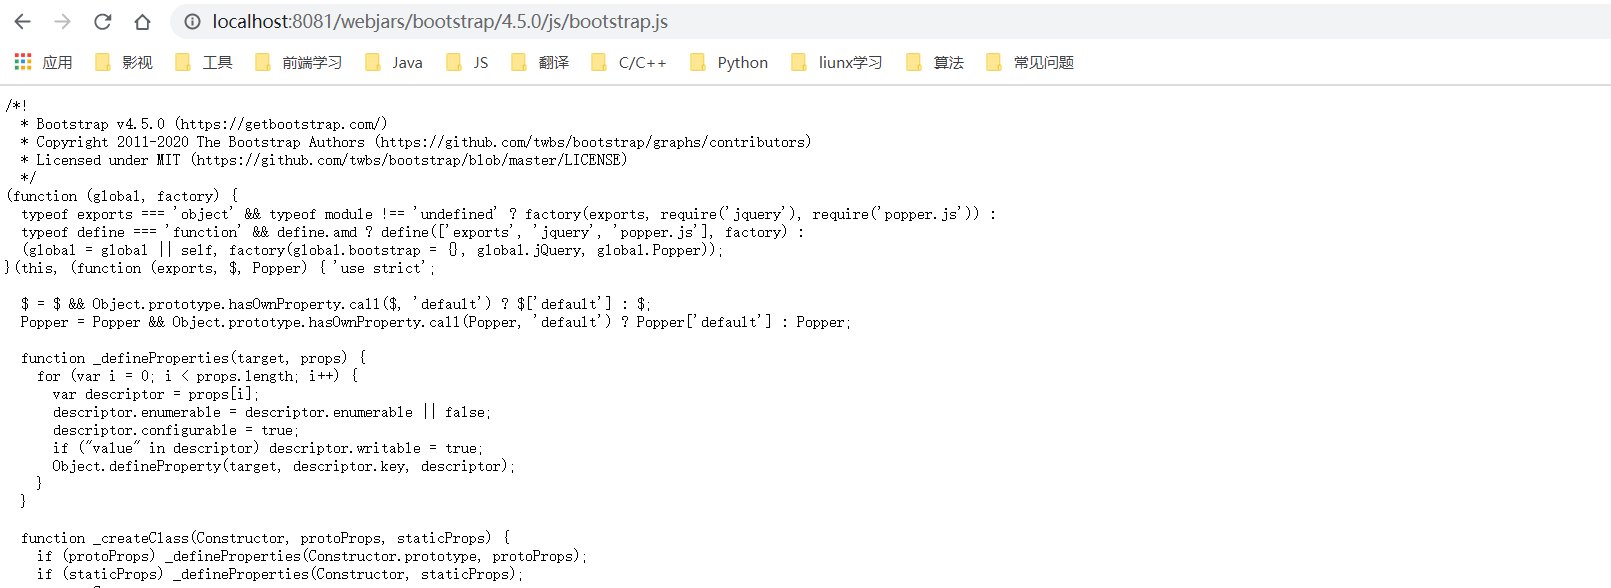 localhost:8081/webjars/bootstrap/4.5.0/js/bootstrap.js
应用 影视 工具 前端学习 Java JS 翻译 C/C++ Python liunx学习 算法 常见问题
/*!
  * Bootstrap v4.5.0 (https://getbootstrap.com/)
  * Copyright 2011-2020 The Bootstrap Authors (https://github.com/twbs/bootstrap/graphs/contributors)
  * Licensed under MIT (https://github.com/twbs/bootstrap/blob/master/LICENSE)
  */
(function (global, factory) {
  typeof exports === 'object' && typeof module !== 'undefined' ? factory(exports, require('jquery'), require('popper.js')) :
  typeof define === 'function' && define.amd ? define(['exports', 'jquery', 'popper.js'], factory) :
  (global = global || self, factory(global.bootstrap = {}, global.jQuery, global.Popper));
}(this, (function (exports, $, Popper) { 'use strict';
  $ = $ && Object.prototype.hasOwnProperty.call($, 'default') ? $['default'] : $;
  Popper = Popper && Object.prototype.hasOwnProperty.call(Popper, 'default') ? Popper['default'] : Popper;
  function _defineProperties(target, props) {
    for (var i = 0; i < props.length; i++) {
      var descriptor = props[i];
      descriptor.enumerable = descriptor.enumerable || false;
      descriptor.configurable = true;
      if ("value" in descriptor) descriptor.writable = true;
      Object.defineProperty(target, descriptor.key, descriptor);
    }
  }
  function _createClass(Constructor, protoProps, staticProps) {
    if (protoProps) _defineProperties(Constructor.prototype, protoProps);
    if (staticProps) _defineProperties(Constructor, staticProps);